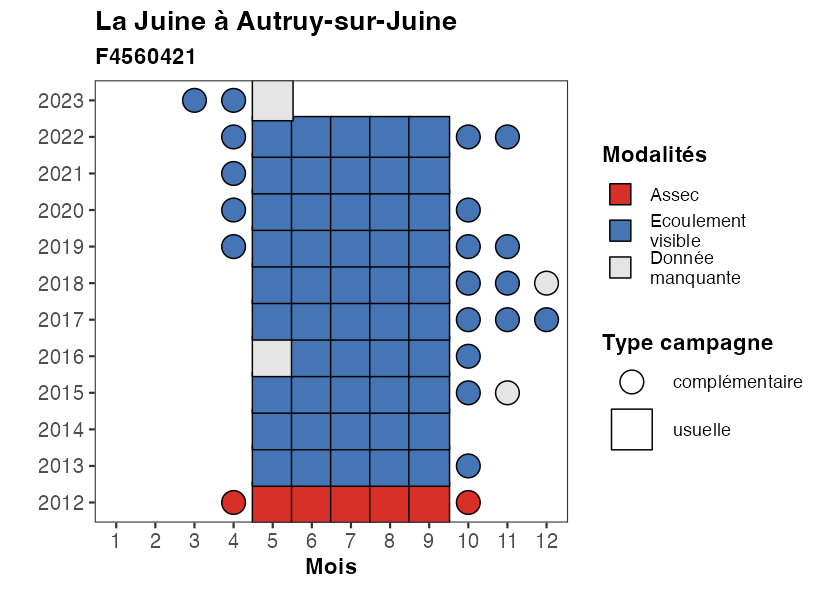 La Juine à Autruy-sur-Juine
F4560421
2023
2022
2021
2020
2019
2018
2017
2016
2015
2014
2013
2012
1 2 3 4 5 6 7 8 9 10 11 12
Mois
Modalités
Assec
Ecoulement
visible
Donnée
manquante
Type campagne
complémentaire
usuelle